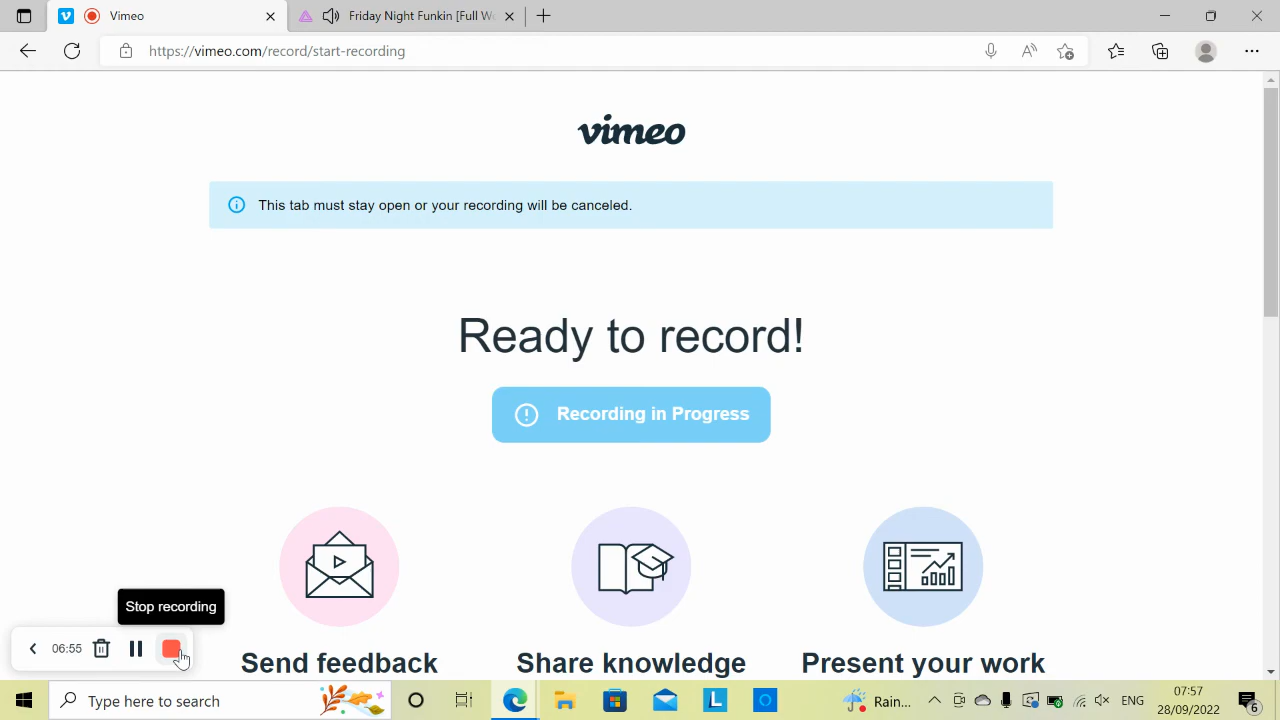 Vimeo
Friday Night Funkin [Full We
https://vimeo.com/record/start-recording
vimeo
This tab must stay open or your recording will be canceled.
Ready to record!
Recording in Progress
Stop recording
06:55
Send feedback
Share knowledge
Present your work
Type here to search
Rain...
ENG
07:57
28/09/2022
6